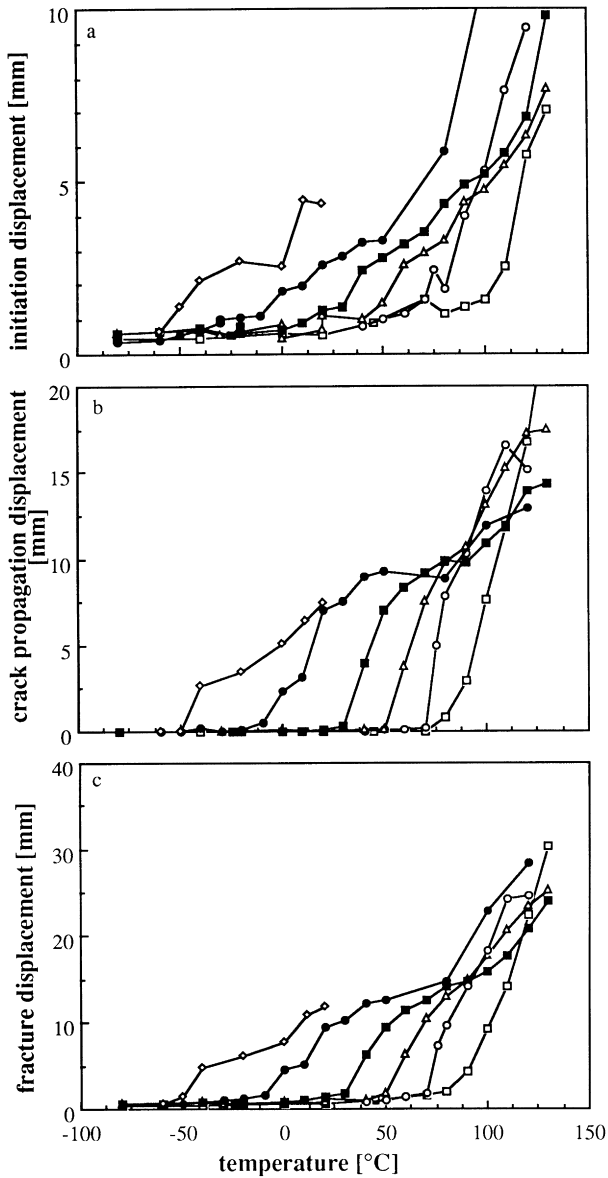 10
a
5
0
initiation displacement [mm]
20
b
15
10
5
0
crack propagation displacement
[mm]
40
c
30
20
10
0
fracture displacement [mm]
-100 -50 0 50 100 150
temperature [°C]